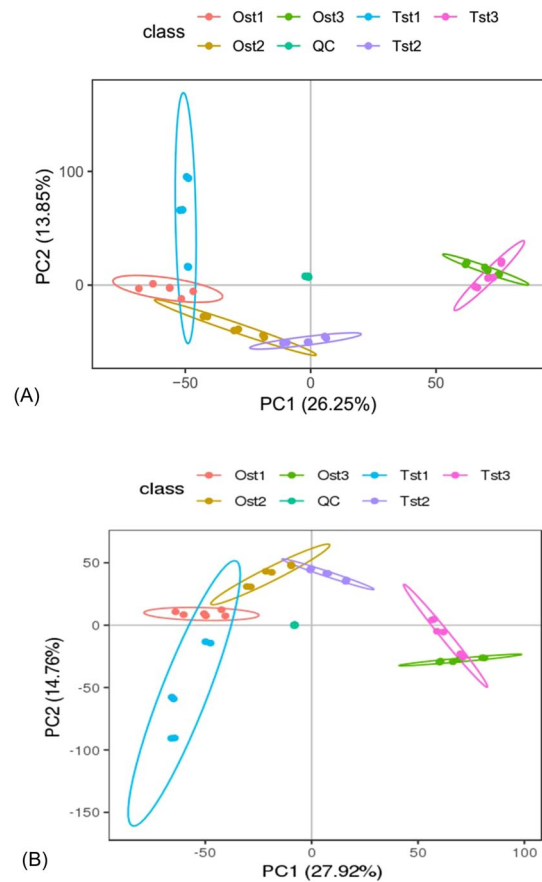 class Ost1 Ost3 Tst1 Tst3
Ost2 QC Tst2
PC2 (13.85%)
100
0
−50 0 50
PC1 (26.25%)
(A)
class Ost1 Ost3 Tst1 Tst3
Ost2 QC Tst2
PC2 (14.76%)
50
0
-50
-100
-150
-50 0 50 100
PC1 (27.92%)
(B)